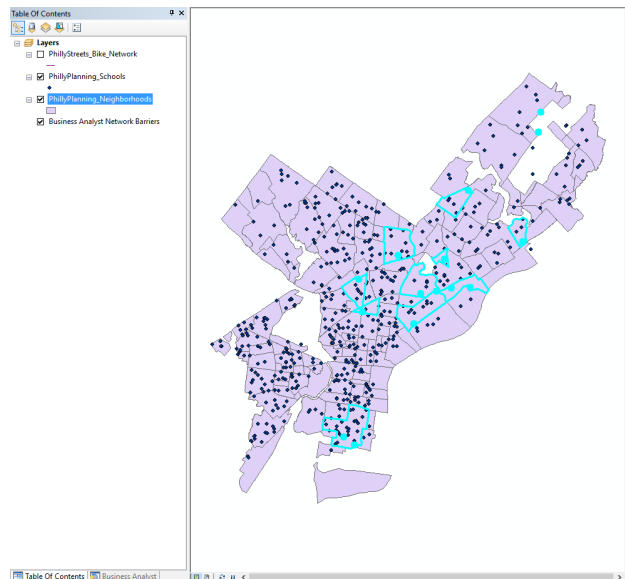 Table Of Contents
Layers
PhillyStreets_Bike_Network
PhillyPlanning_Schools
PhillyPlanning_Neighborhoods
Business Analyst Network Barriers
Table Of Contents
Business Analyst